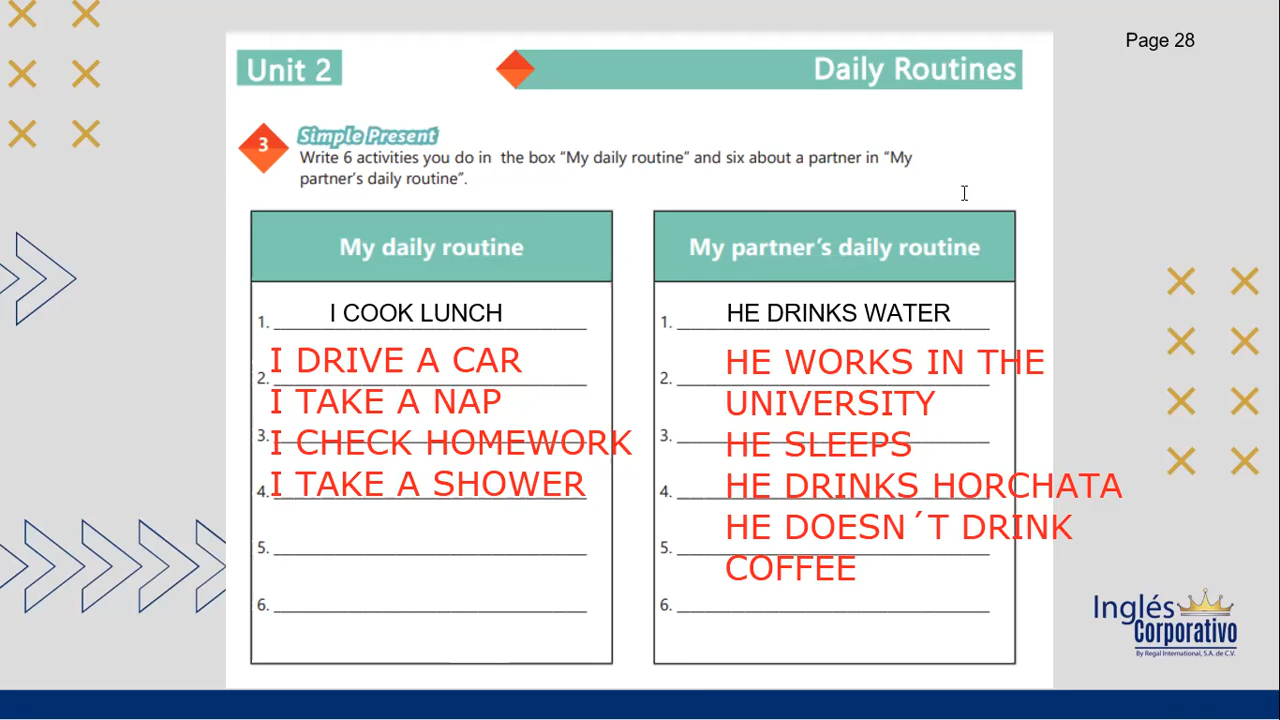 Page 28
Unit 2
Daily Routines
3
Simple Present
Write 6 activities you do in the box “My daily routine” and six about a partner in “My
partner’s daily routine”.
My daily routine
1. I COOK LUNCH
2. I DRIVE A CAR
I TAKE A NAP
3. I CHECK HOMEWORK
4. I TAKE A SHOWER
5.
6.
My partner’s daily routine
1. HE DRINKS WATER
2. HE WORKS IN THE
UNIVERSITY
3. HE SLEEPS
4. HE DRINKS HORCHATA
5. HE DOESN´T DRINK
COFFEE
6.
Inglés
Corporativo
By Regal International, S.A. de C.V.